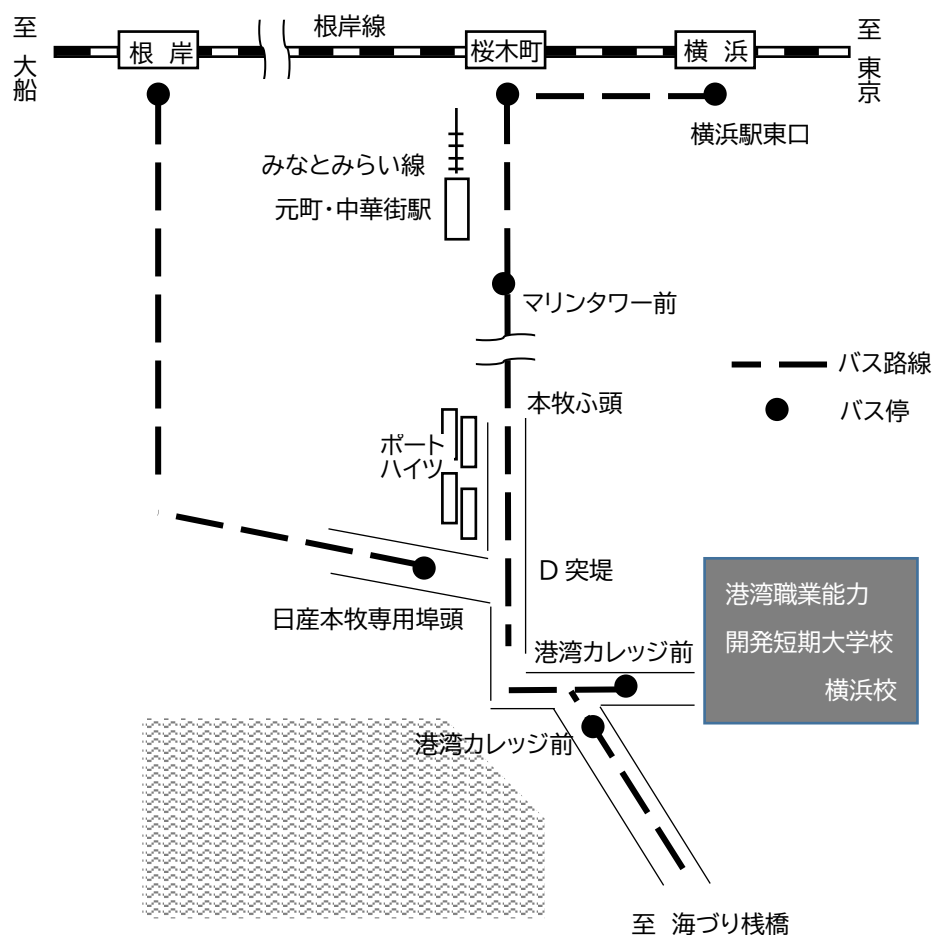 至 大船
根岸線
至 東京
根 岸
桜木町
横 浜
横浜駅東口
みなとみらい線
元町・中華街駅
マリンタワー前
バス路線
バス停
本牧ふ頭
ポート
ハイツ
D 突堤
日産本牧専用埠頭
港湾職業能力
開発短期大学校
横浜校
港湾カレッジ前
港湾カレッジ前
至 海づり桟橋